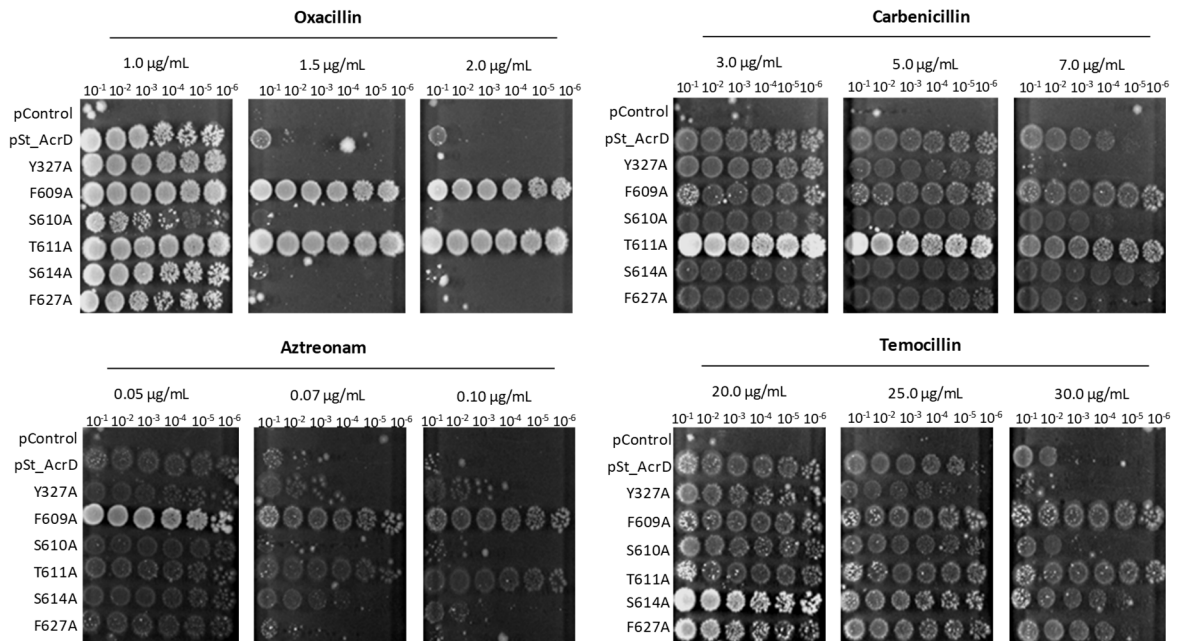 Oxacillin
1.0 µg/mL 1.5 µg/mL 2.0 µg/mL
10-1 10-2 10-3 10-4 10-5 10-6 10-1 10-2 10-3 10-4 10-5 10-6 10-1 10-2 10-3 10-4 10-5 10-6
pControl
pSt_AcrD
Y327A
F609A
S610A
T611A
S614A
F627A
Carbenicillin
3.0 µg/mL 5.0 µg/mL 7.0 µg/mL
10-1 10-2 10-3 10-4 10-5 10-6 10-1 10-2 10-3 10-4 10-5 10-6 10-1 10-2 10-3 10-4 10-5 10-6
pControl
pSt_AcrD
Y327A
F609A
S610A
T611A
S614A
F627A
Aztreonam
0.05 µg/mL 0.07 µg/mL 0.10 µg/mL
10-1 10-2 10-3 10-4 10-5 10-6 10-1 10-2 10-3 10-4 10-5 10-6 10-1 10-2 10-3 10-4 10-5 10-6
pControl
pSt_AcrD
Y327A
F609A
S610A
T611A
S614A
F627A
Temocillin
20.0 µg/mL 25.0 µg/mL 30.0 µg/mL
10-1 10-2 10-3 10-4 10-5 10-6 10-1 10-2 10-3 10-4 10-5 10-6 10-1 10-2 10-3 10-4 10-5 10-6
pControl
pSt_AcrD
Y327A
F609A
S610A
T611A
S614A
F627A